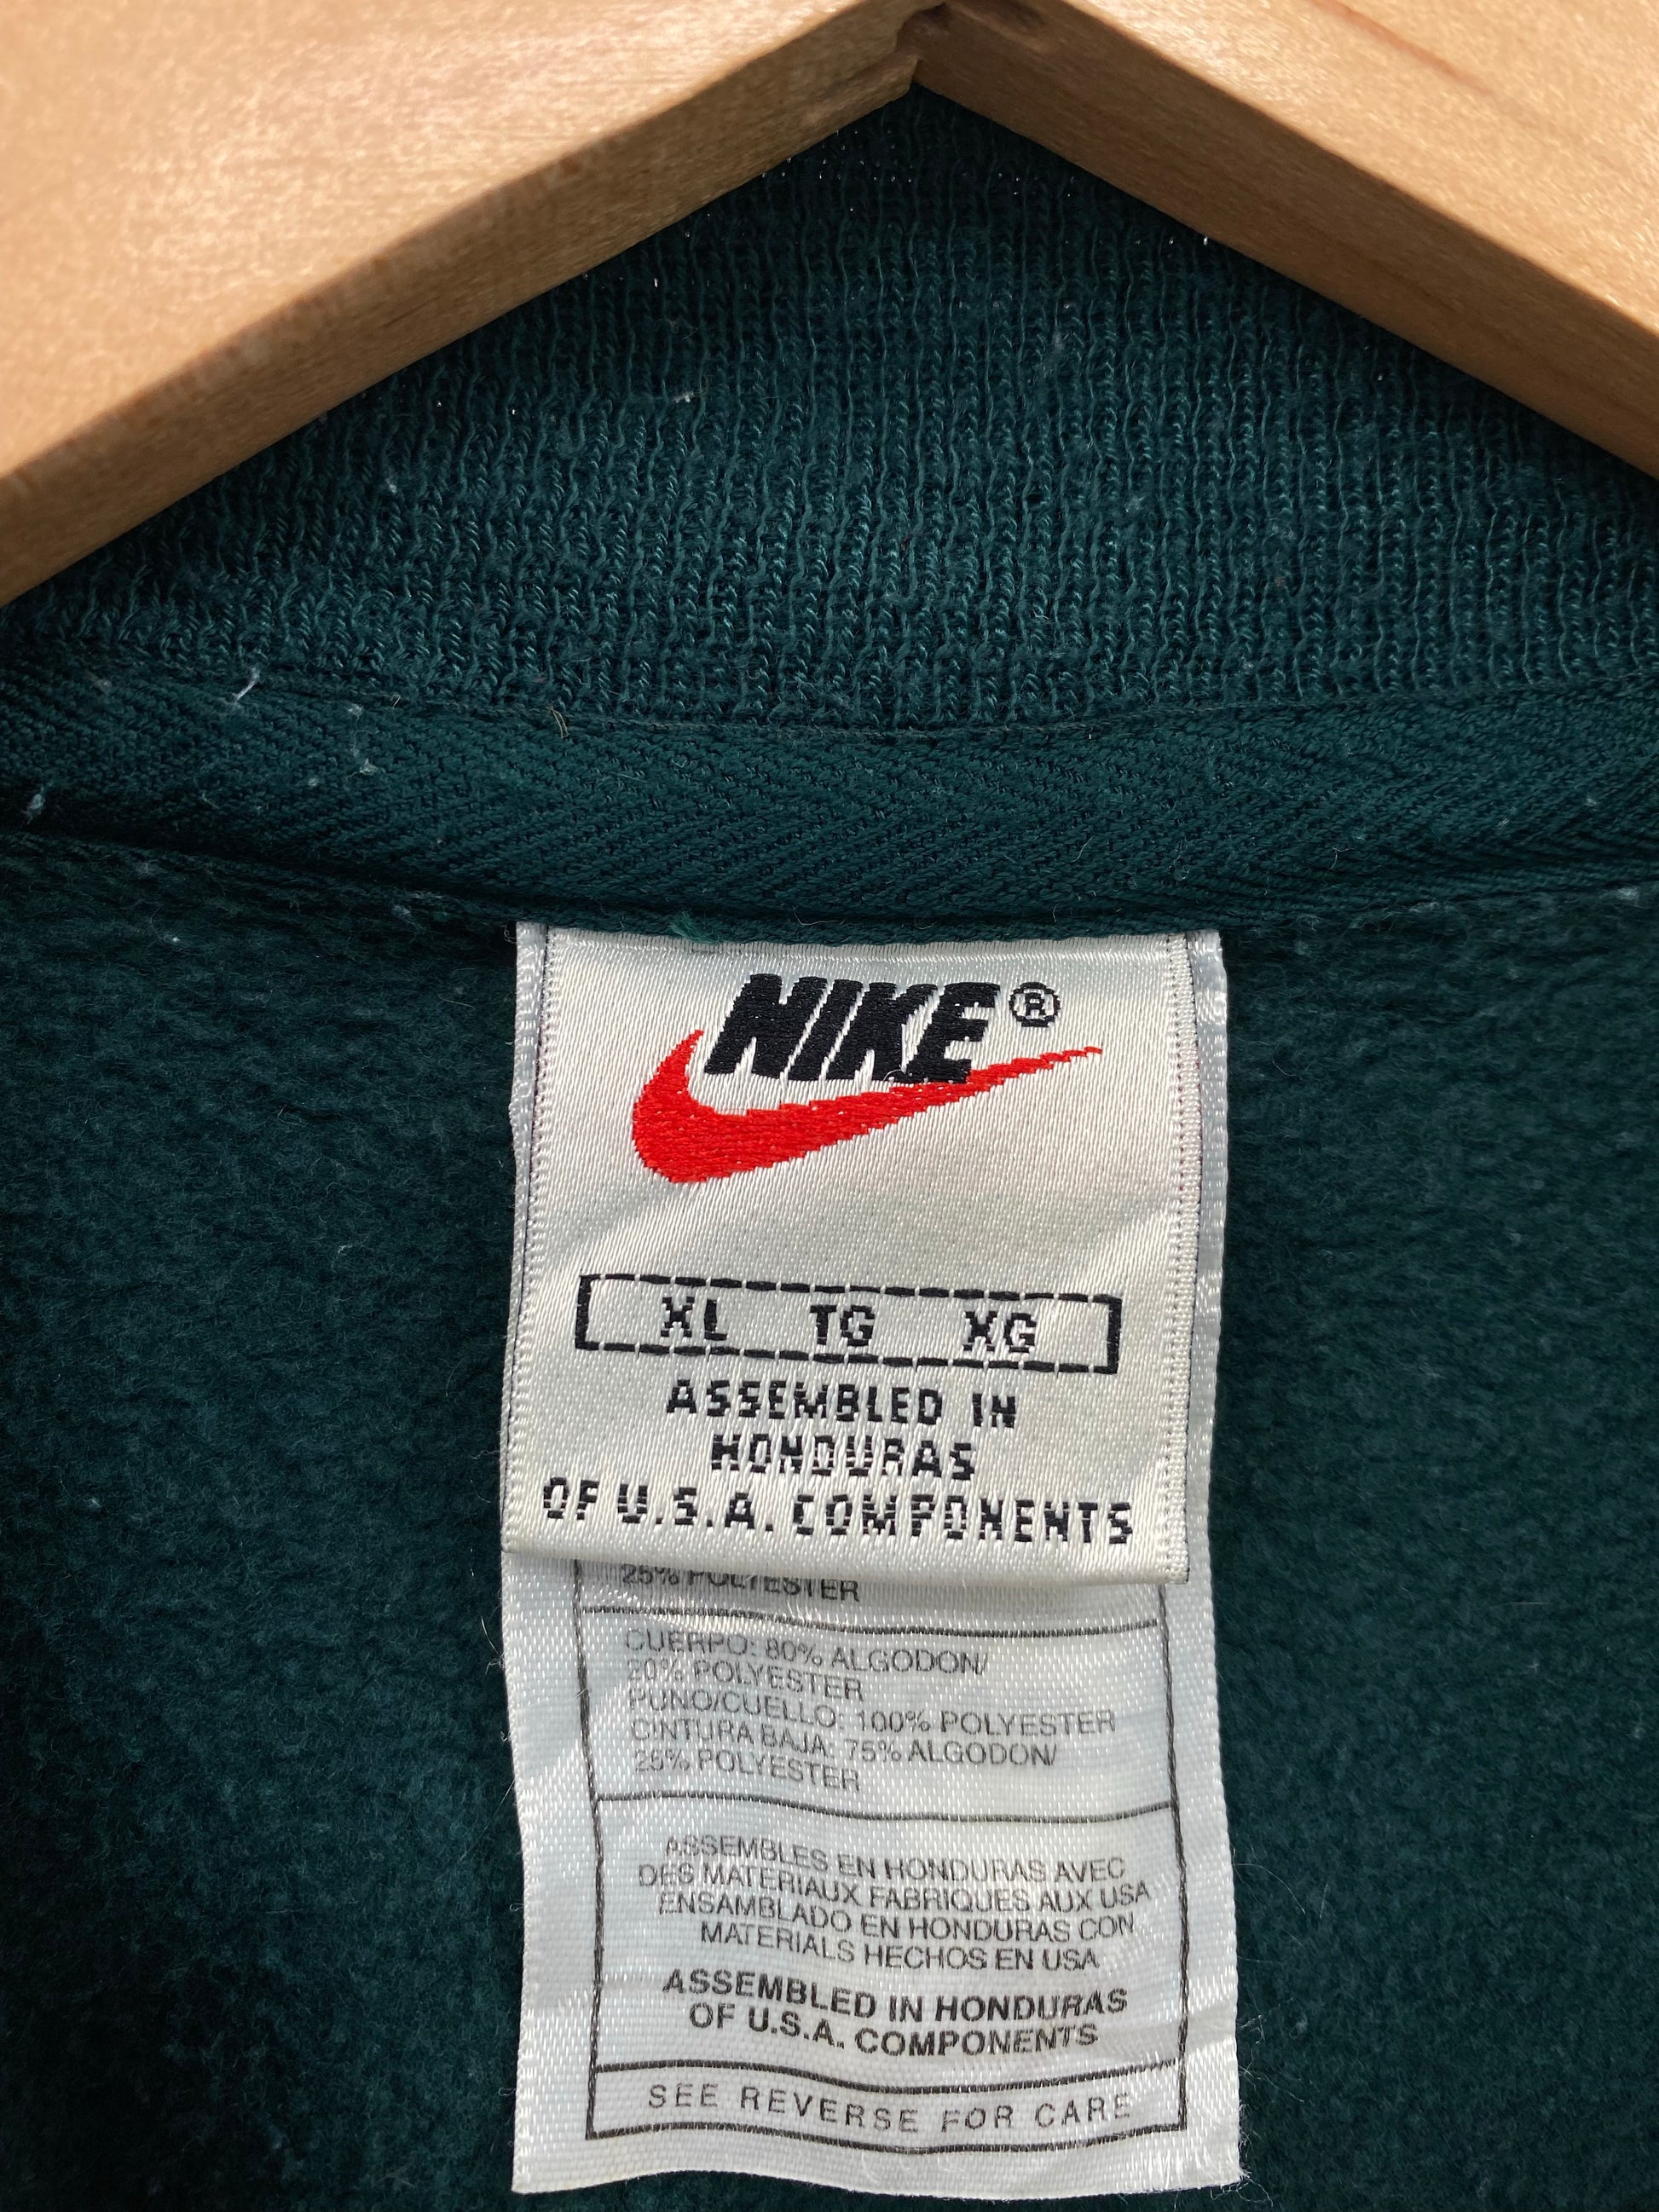 NIKE®
XL TG XG
ASSEMBLED IN
HONDURAS
OF U.S.A. COMPONENTS
25% POLYESTER
CUERPO: 80% ALGODON/
20% POLYESTER
PUNO/CUELLO: 100% POLYESTER
CINTURA BAJA: 75% ALGODON/
25% POLYESTER
ASSEMBLES EN HONDURAS AVEC
DES MATERIAUX FABRIQUES AUX USA
ENSAMBLADO EN HONDURAS CON
MATERIALS HECHOS EN USA
ASSEMBLED IN HONDURAS
OF U.S.A. COMPONENTS
SEE REVERSE FOR CARE